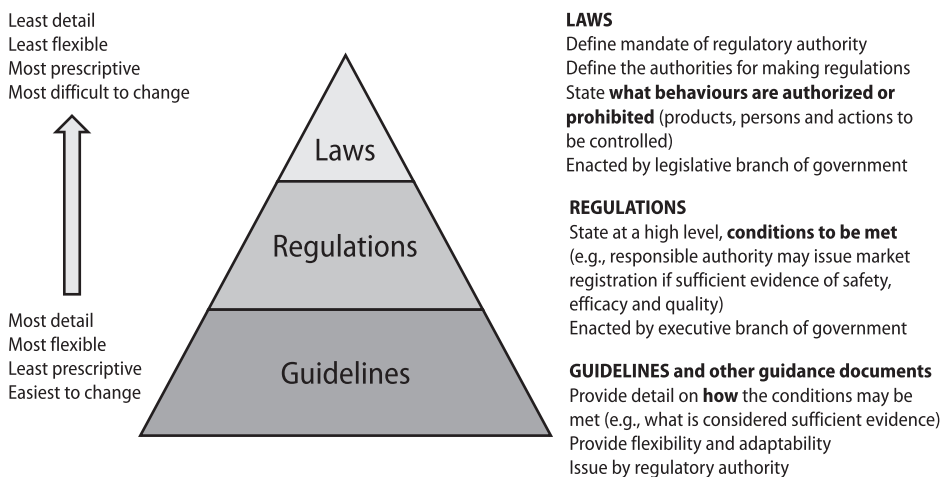 Least detail
Least flexible
Most prescriptive
Most difficult to change
Most detail
Most flexible
Least prescriptive
Easiest to change
Laws
Regulations
Guidelines
LAWS
Define mandate of regulatory authority
Define the authorities for making regulations
State what behaviours are authorized or
prohibited (products, persons and actions to
be controlled)
Enacted by legislative branch of government
REGULATIONS
State at a high level, conditions to be met
(e.g., responsible authority may issue market
registration if sufficient evidence of safety,
efficacy and quality)
Enacted by executive branch of government
GUIDELINES and other guidance documents
Provide detail on how the conditions may be
met (e.g., what is considered sufficient evidence)
Provide flexibility and adaptability
Issue by regulatory authority